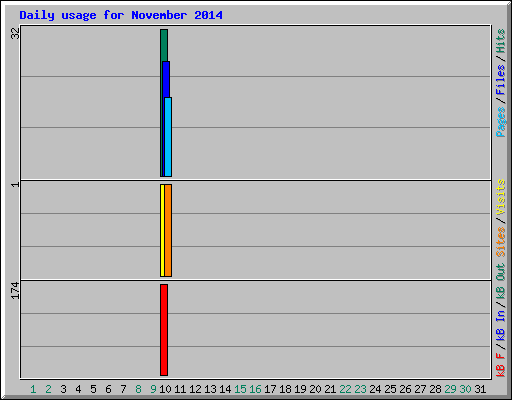 Daily usage for November 2014
32
Pages / Files / Hits
1
Sites / Visits
174
kB F / kB In / kB Out
1 2 3 4 5 6 7 8 9 10 11 12 13 14 15 16 17 18 19 20 21 22 23 24 25 26 27 28 29 30 31